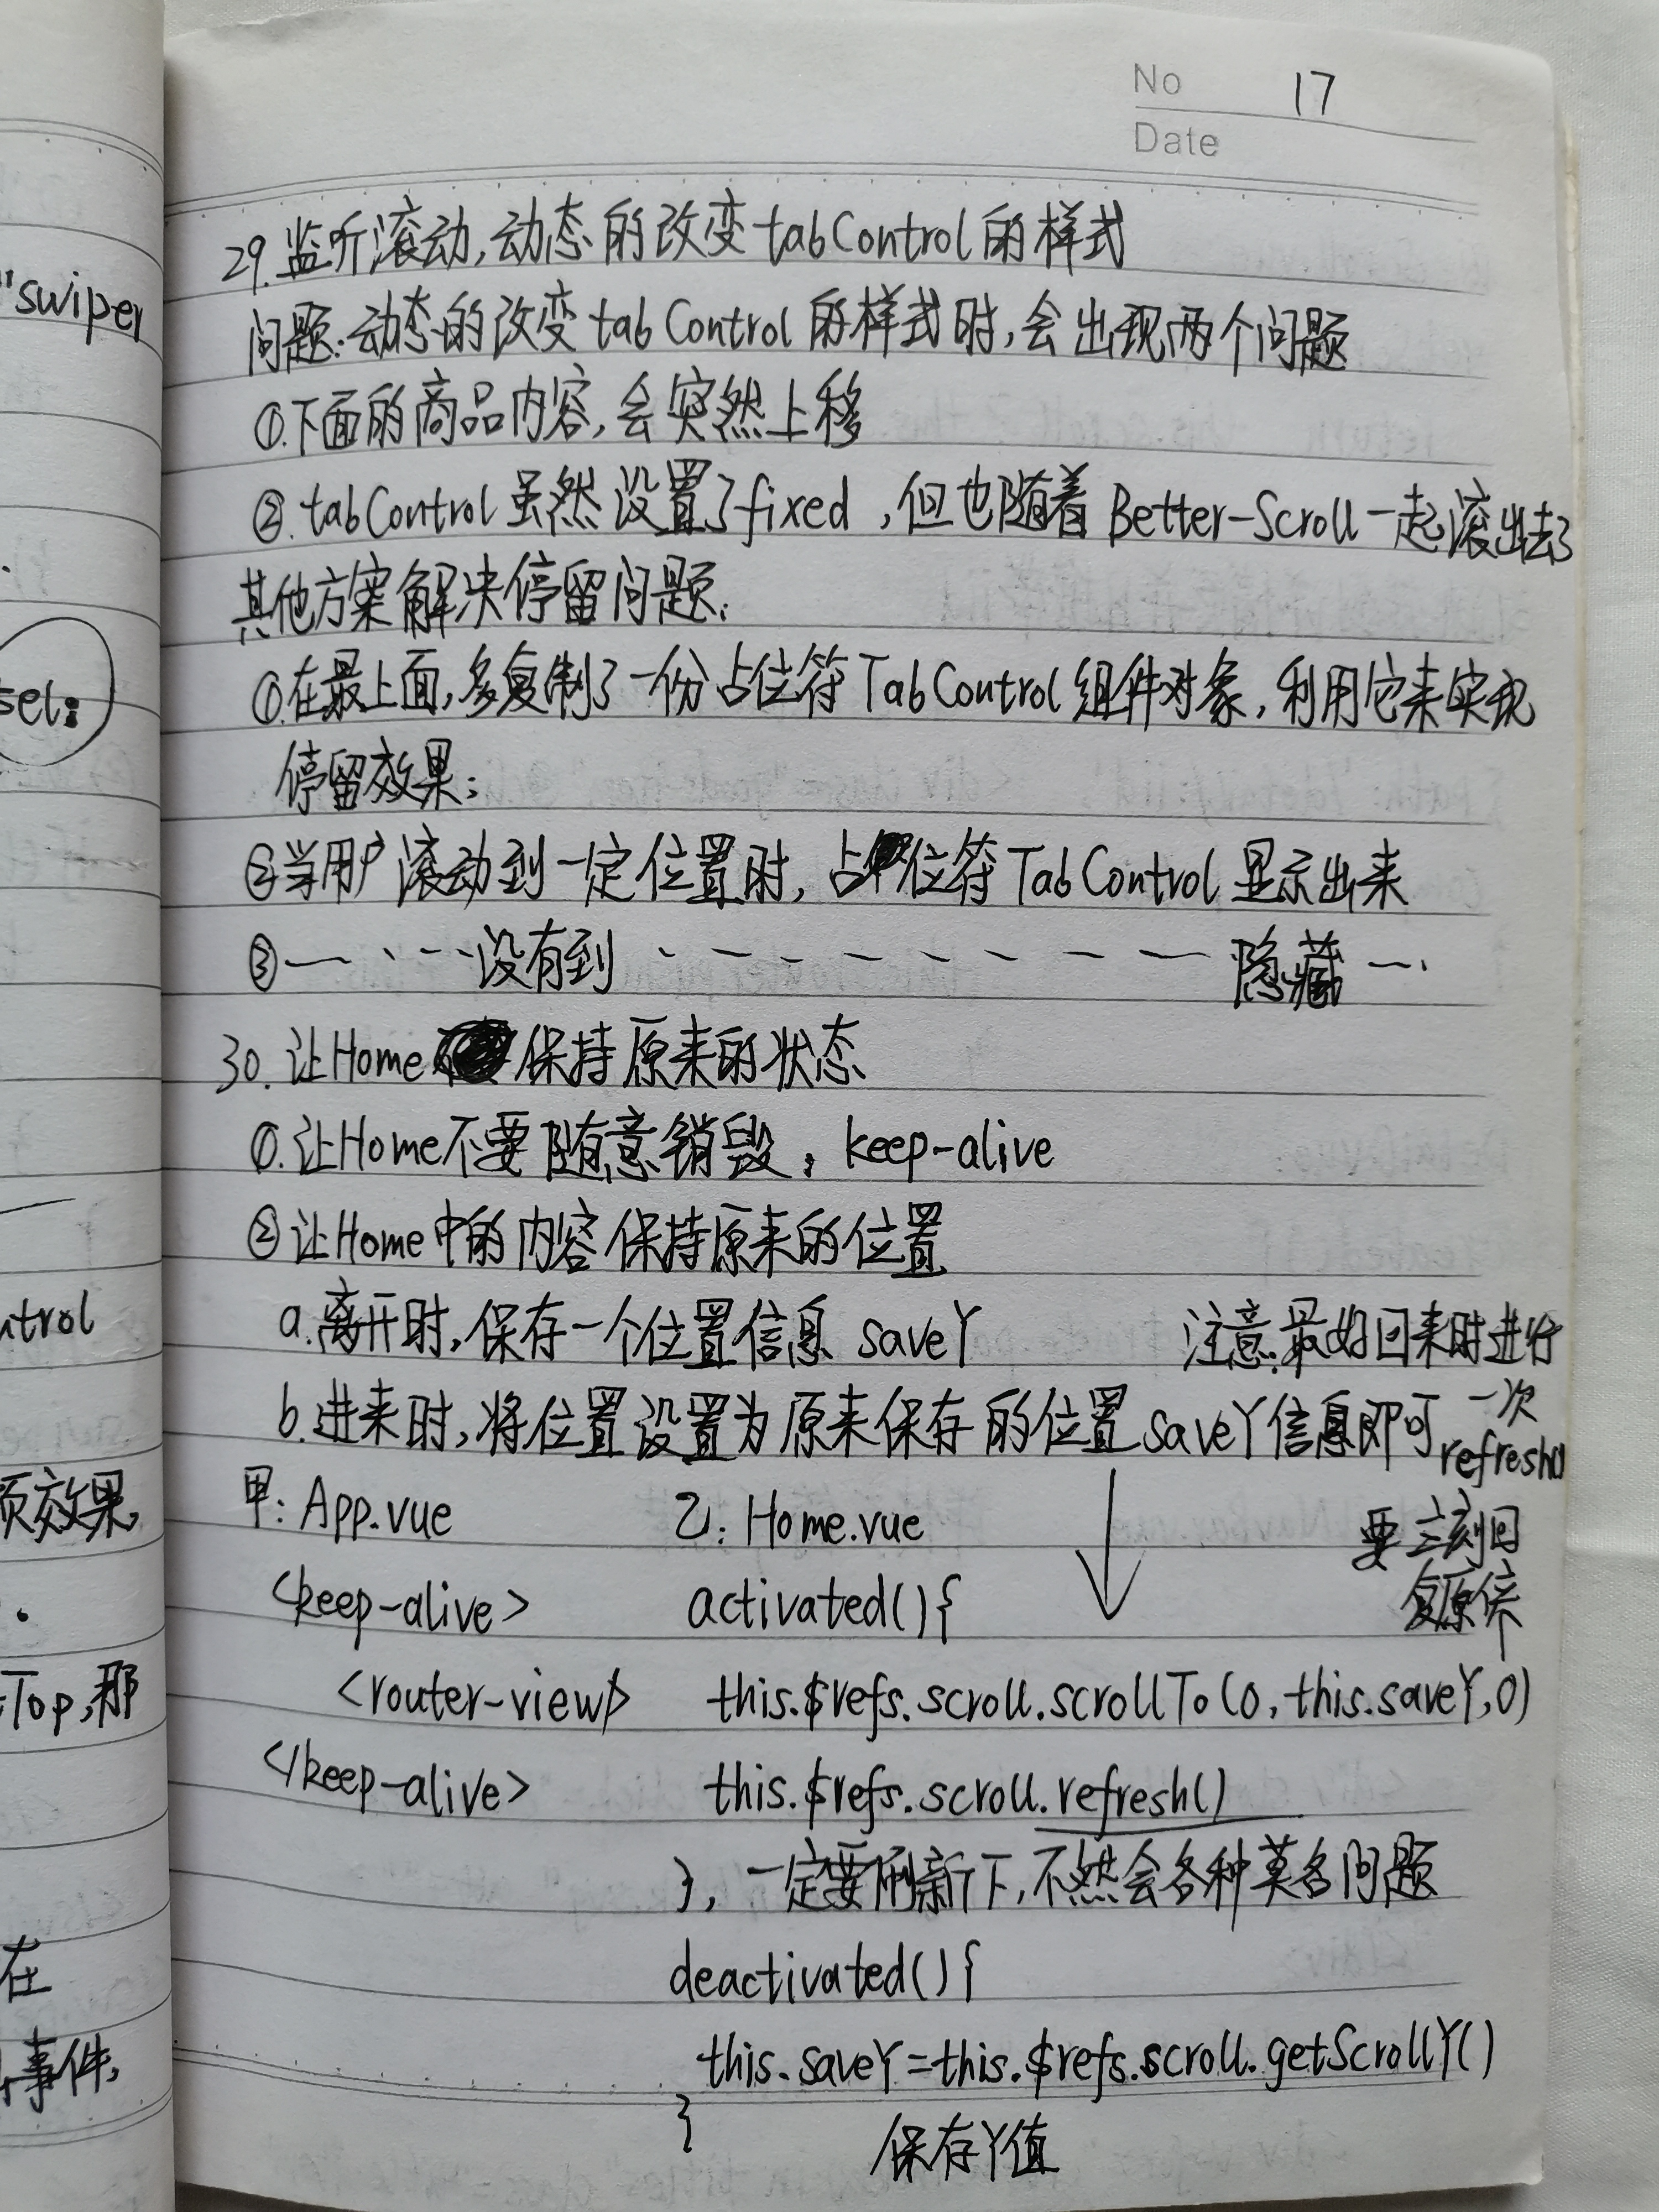 No 17
Date
29.监听滚动,动态的改变tabControl的样式
问题:动态的改变tabControl的样式时,会出现两个问题
①.下面的商品内容,会突然上移
②.tabControl虽然设置了fixed,但也随着Better-Scroll一起滚出去了
其他方案解决停留问题:
①在最上面,多复制了一份占位符TabControl组件对象,利用它来实现
停留效果;
②当用户滚动到一定位置时,占位符TabControl显示出来
③—····没有到 隐藏
30.让Home保持原来的状态
①.让Home不要随意销毁: keep-alive
②让Home中的内容保持原来的位置
a.离开时,保存一个位置信息 saveY
注意:最好回来时进行
b.进来时,将位置设置为原来保存的位置saveY信息即可
一次
refresh()
甲: App.vue 乙: Home.vue
要立刻回
复原停
<keep-alive> activated(){
<router-view/> this.$refs.scroll.scrollTo(0,this.saveY,0)
</keep-alive> this.$refs.scroll.refresh()
},一定要刷新下,不然会各种莫名问题
deactivated(){
this.saveY=this.$refs.scroll.getScrollY()
}
保存Y值
"swiper
sel:
ntrol
效果,
Top,那
在
事件,